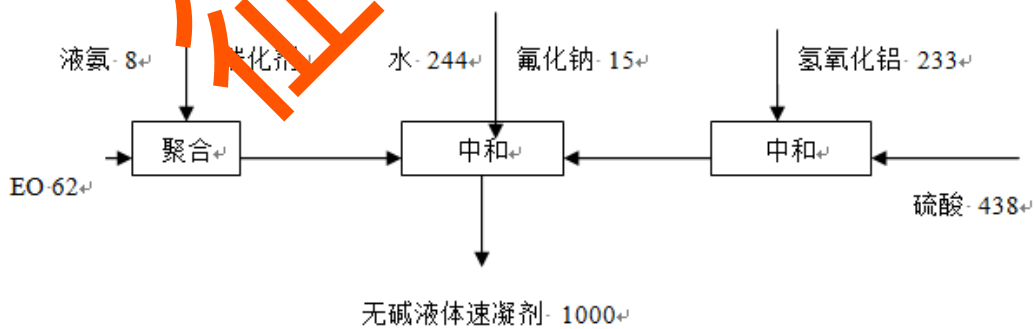 液氨 8
化剂
水 244
氟化钠 15
氢氧化铝 233
聚合
中和
中和
EO 62
硫酸 438
无碱液体速凝剂 1000